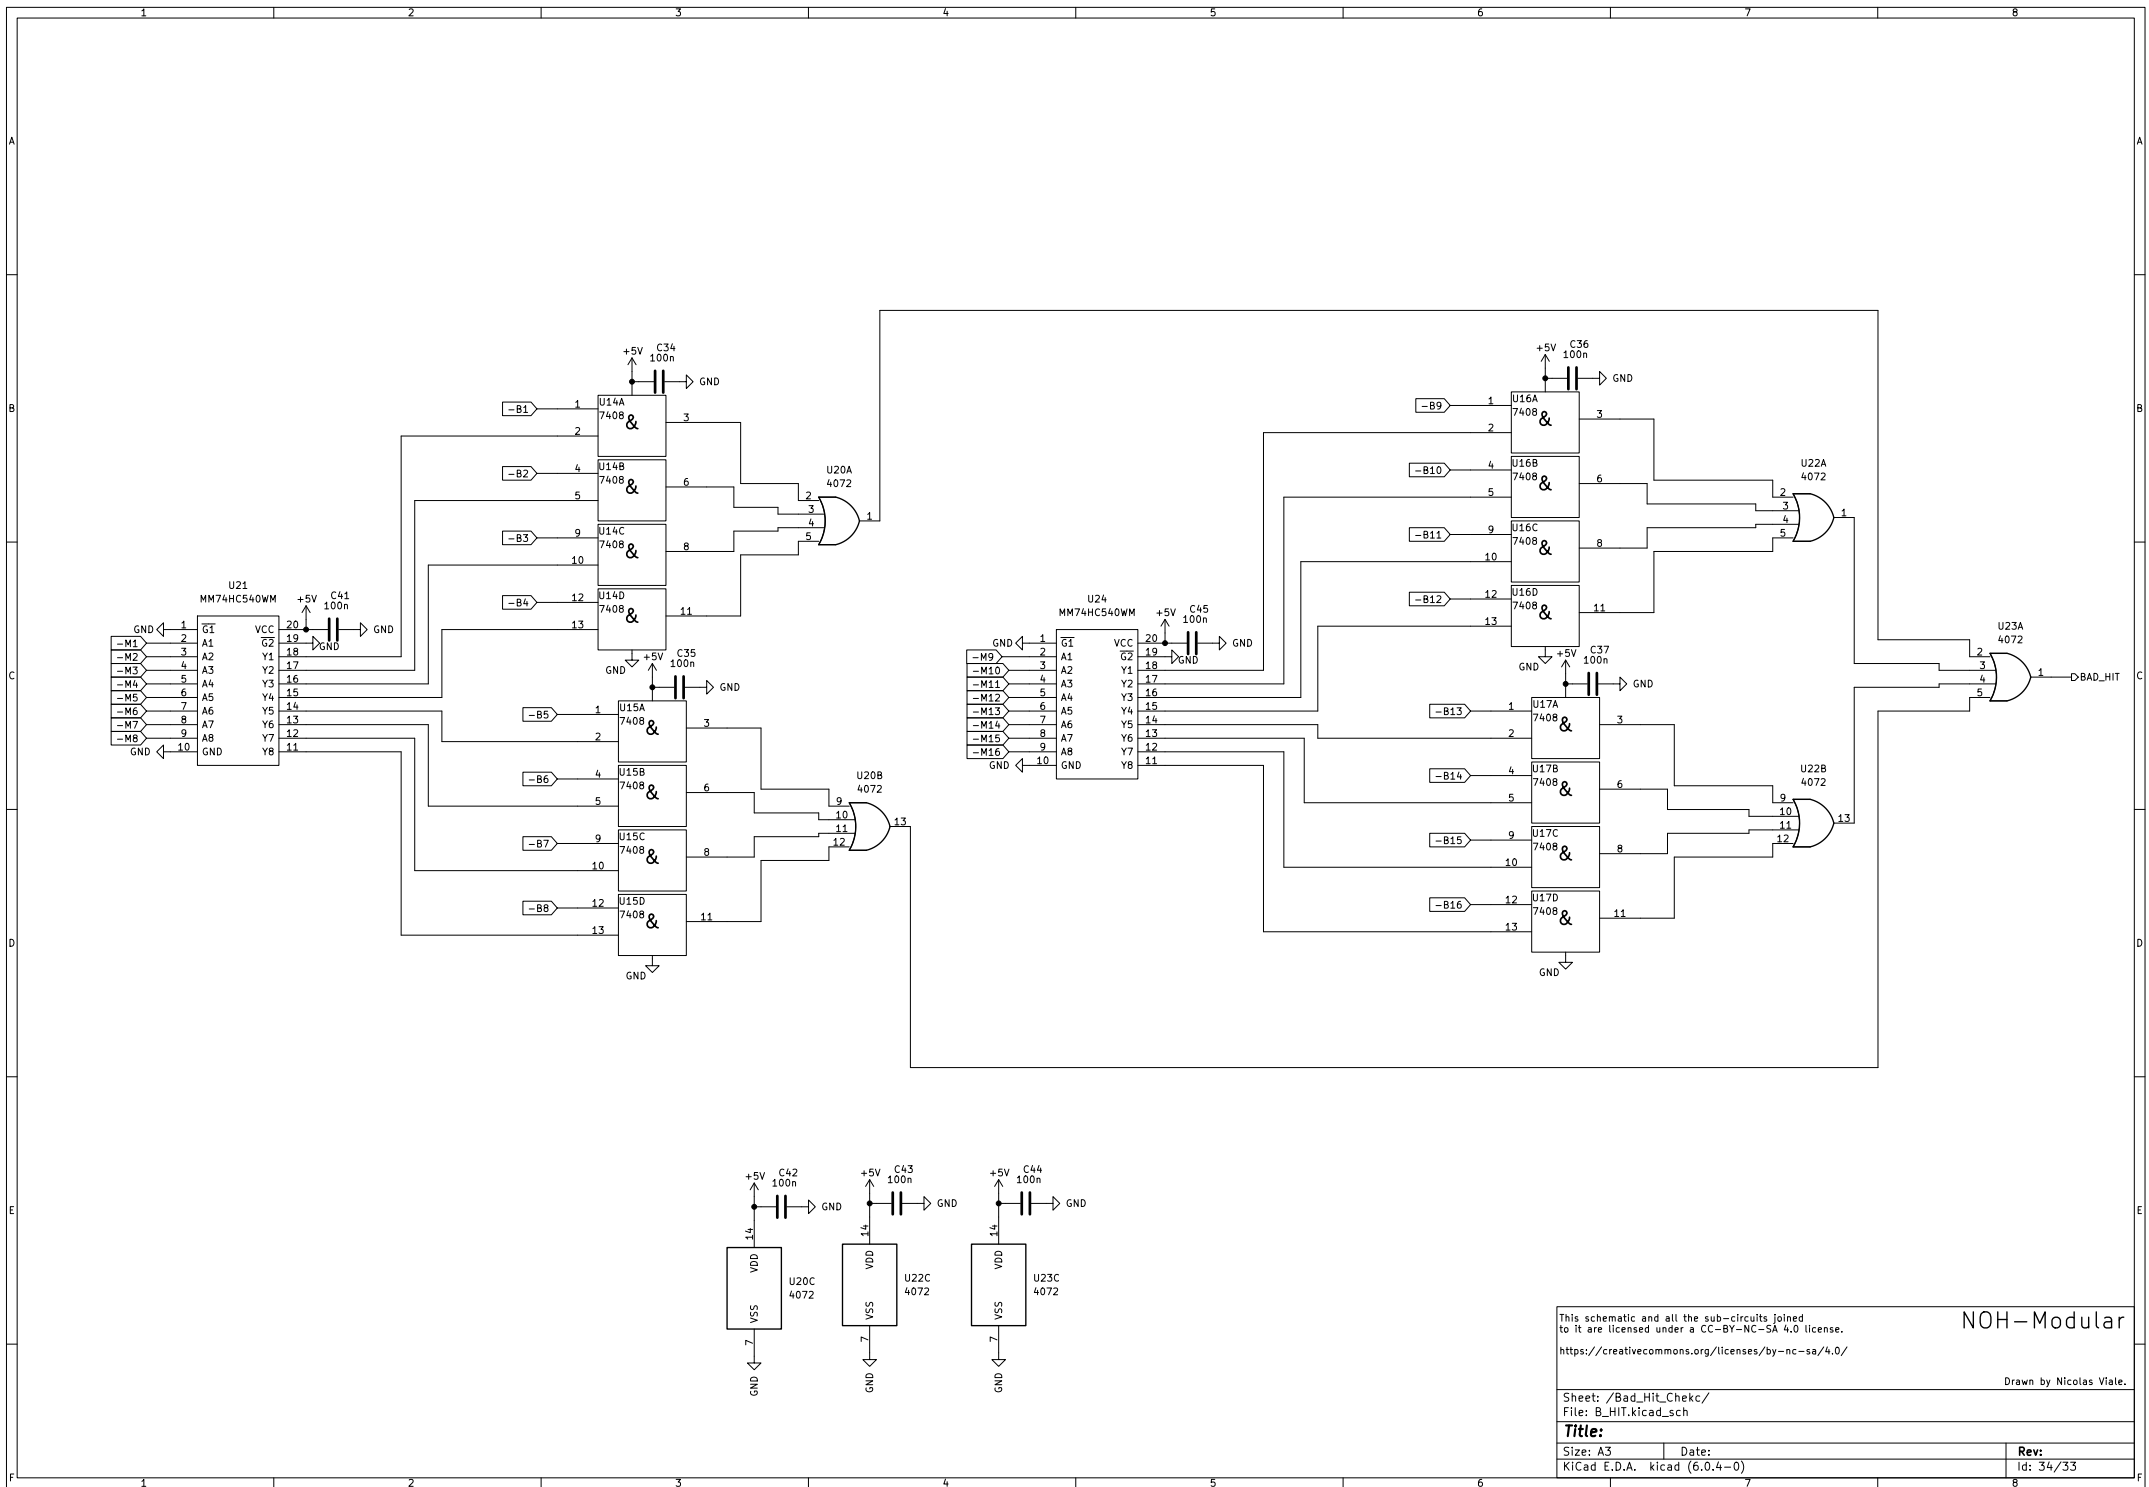 1 2 3 4 5 6 7 8
A A
+5V C34
100n
GND
+5V C36
100n
GND
B B
-B1 1 U14A
7408 & 3
2
-B2 4 U14B
7408 & 6
5
-B3 9 U14C
7408 & 8
10
-B4 12 U14D
7408 & 11
13
GND
U20A
4072
2
3
4
5
1
-B9 1 U16A
7408 & 3
2
-B10 4 U16B
7408 & 6
5
-B11 9 U16C
7408 & 8
10
-B12 12 U16D
7408 & 11
13
GND
U22A
4072
2
3
4
5
1
U21
MM74HC540WM
+5V C41
100n
GND
GND 1 G1 VCC 20
-M1 2 A1 G2 19 GND
-M2 3 A2 Y1 18
-M3 4 A3 Y2 17
-M4 5 A4 Y3 16
-M5 6 A5 Y4 15
-M6 7 A6 Y5 14
-M7 8 A7 Y6 13
-M8 9 A8 Y7 12
GND 10 GND Y8 11
U24
MM74HC540WM
+5V C45
100n
GND
GND 1 G1 VCC 20
-M9 2 A1 G2 19 GND
-M10 3 A2 Y1 18
-M11 4 A3 Y2 17
-M12 5 A4 Y3 16
-M13 6 A5 Y4 15
-M14 7 A6 Y5 14
-M15 8 A7 Y6 13
-M16 9 A8 Y7 12
GND 10 GND Y8 11
C C
+5V C35
100n
GND
-B5 1 U15A
7408 & 3
2
-B6 4 U15B
7408 & 6
5
-B7 9 U15C
7408 & 8
10
-B8 12 U15D
7408 & 11
13
GND
U20B
4072
9
10
11
12
13
+5V C37
100n
GND
-B13 1 U17A
7408 & 3
2
-B14 4 U17B
7408 & 6
5
-B15 9 U17C
7408 & 8
10
-B16 12 U17D
7408 & 11
13
GND
U22B
4072
9
10
11
12
13
U23A
4072
2
3
4
5
1 BAD_HIT
D D
+5V C42
100n
GND
14
VDD
VSS
7
GND
U20C
4072
+5V C43
100n
GND
14
VDD
VSS
7
GND
U22C
4072
+5V C44
100n
GND
14
VDD
VSS
7
GND
U23C
4072
E E
This schematic and all the sub-circuits joined
to it are licensed under a CC-BY-NC-SA 4.0 license.
NOH-Modular
https://creativecommons.org/licenses/by-nc-sa/4.0/
Drawn by Nicolas Viale.
Sheet: /Bad_Hit_Chekc/
File: B_HIT.kicad_sch
Title:
Size: A3 Date: Rev:
KiCad E.D.A. kicad (6.0.4-0) Id: 34/33
F F
1 2 3 4 5 6 7 8